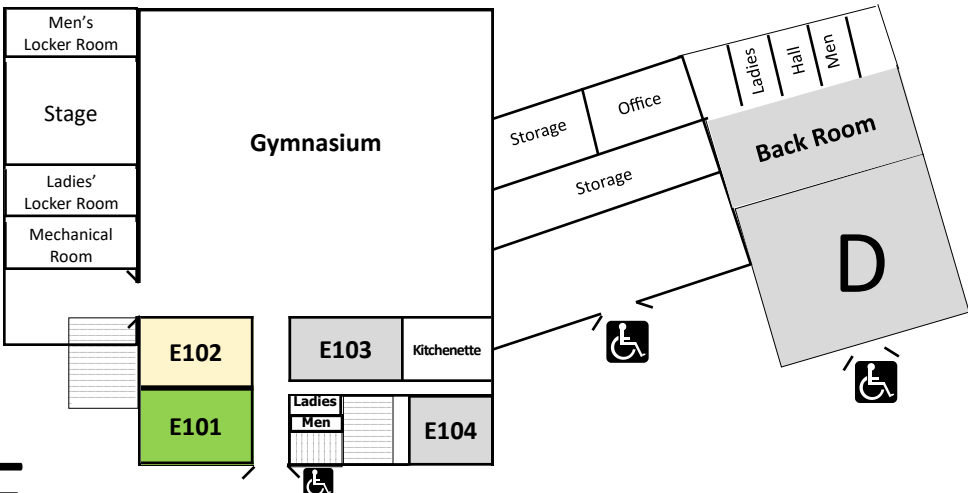 Men's
Locker Room
Stage
Ladies'
Locker Room
Mechanical
Room
Gymnasium
Storage
Office
Storage
Ladies
Hall
Men
Back Room
D
E102
E103
Kitchenette
E101
Ladies
Men
E104